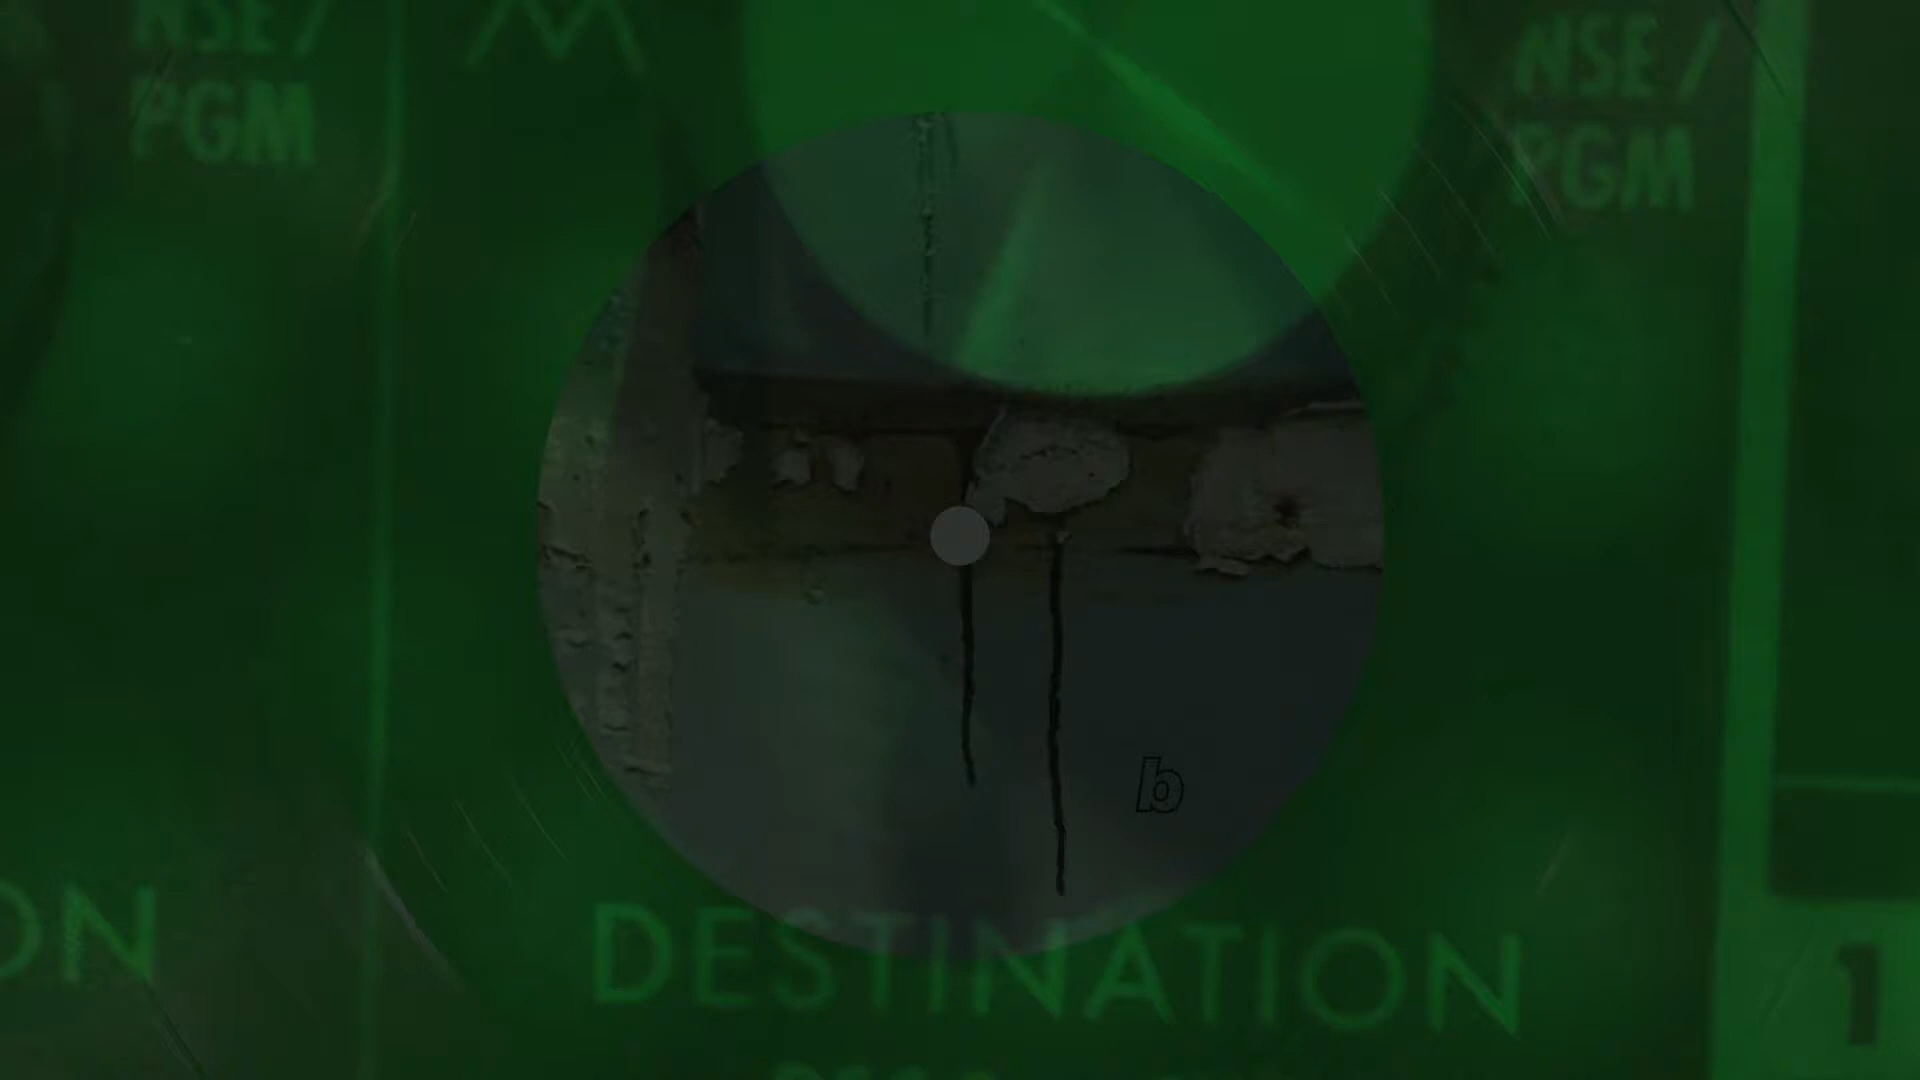 NSE/
PGM
NSE/
PGM
b
ON
DESTINATION
1